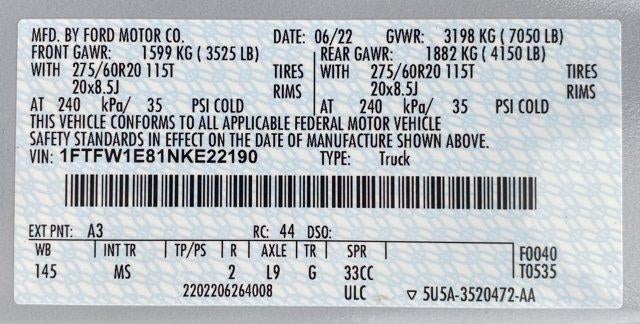 MFD. BY FORD MOTOR CO. DATE: 06/22 GVWR: 3198 KG ( 7050 LB)
FRONT GAWR: 1599 KG ( 3525 LB) REAR GAWR: 1882 KG ( 4150 LB)
WITH 275/60R20 115T TIRES WITH 275/60R20 115T TIRES
20x8.5J RIMS 20x8.5J RIMS
AT 240 kPa/ 35 PSI COLD AT 240 kPa/ 35 PSI COLD
THIS VEHICLE CONFORMS TO ALL APPLICABLE FEDERAL MOTOR VEHICLE
SAFETY STANDARDS IN EFFECT ON THE DATE OF MANUFACTURE SHOWN ABOVE.
VIN: 1FTFW1E81NKE22190 TYPE: Truck
EXT PNT: A3 RC: 44 DSO:
WB INT TR TP/PS R AXLE TR SPR F0040
145 MS 2 L9 G 33CC T0535
2202206264008 ULC ▽ 5U5A-3520472-AA